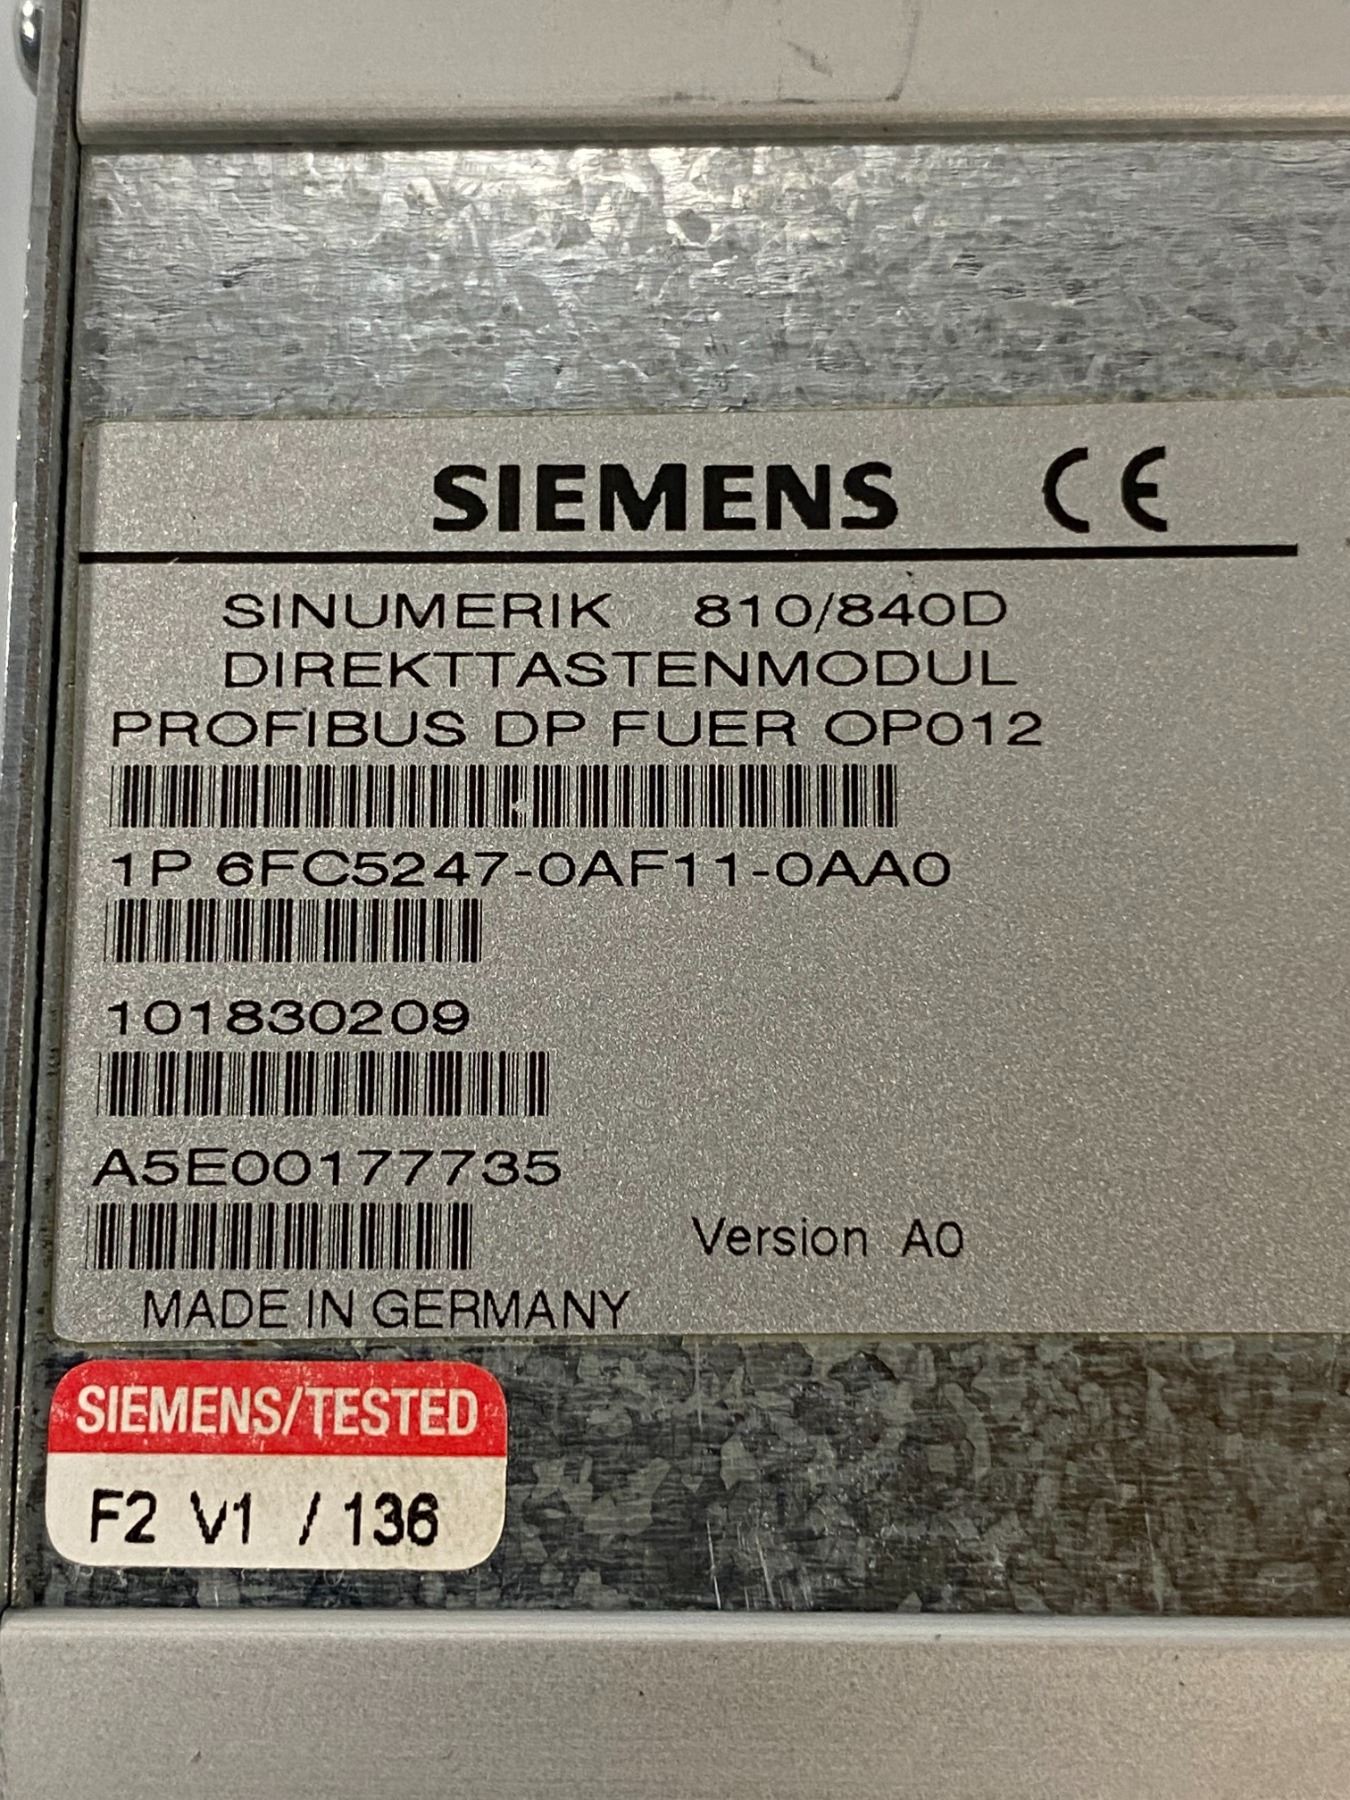 SIEMENS CE
SINUMERIK 810/840D
DIREKTTASTENMODUL
PROFIBUS DP FUER OP012
1P 6FC5247-0AF11-0AA0
101830209
A5E00177735
Version A0
MADE IN GERMANY
SIEMENS/TESTED
F2 V1 / 136